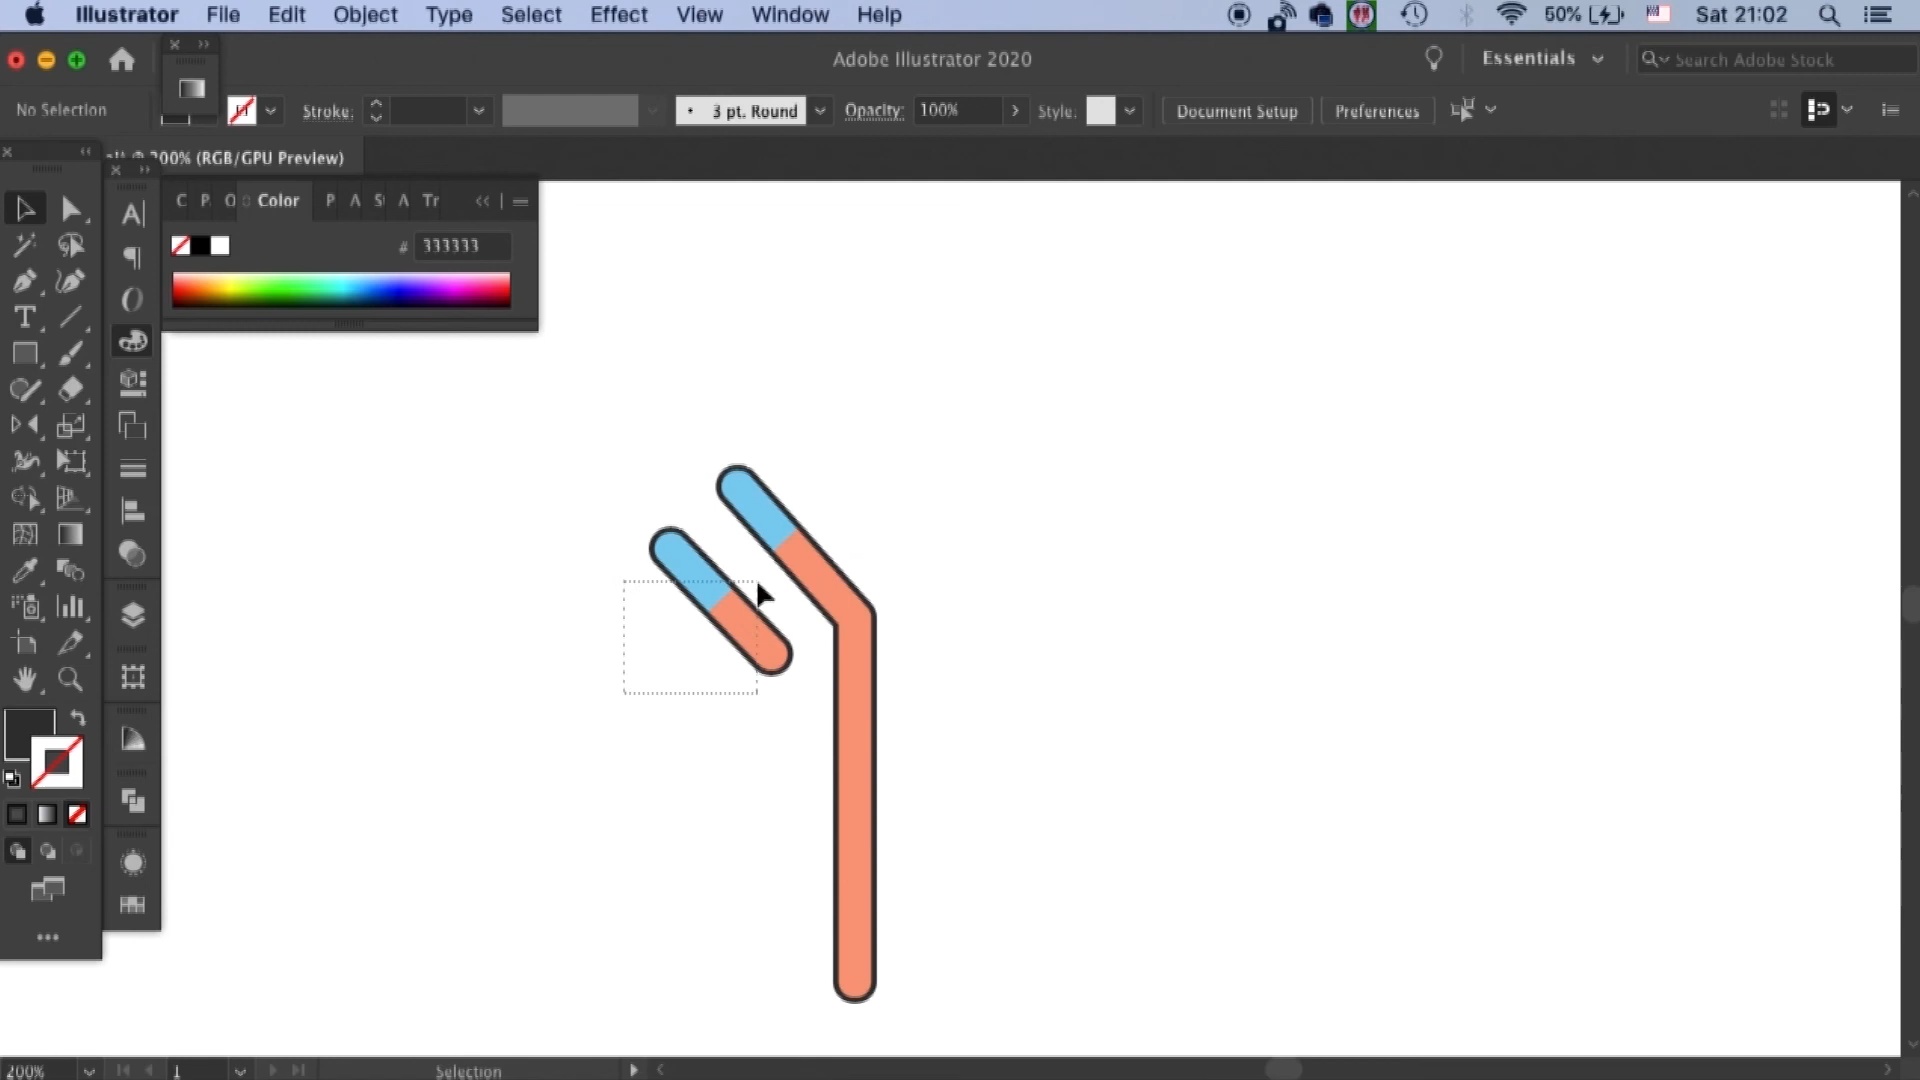 Illustrator File Edit Object Type Select Effect View Window Help 50% Sat 21:02
Adobe Illustrator 2020 Essentials Search Adobe Stock
No Selection Stroke: 3 pt. Round Opacity: 100% Style: Document Setup Preferences
200% (RGB/GPU Preview)
C P O Color P A S A Tr
# 333333
200% 1 Selection